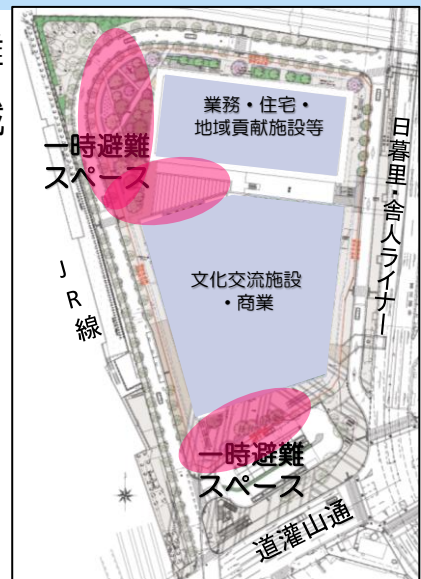 業務・住宅・
地域貢献施設等
一時避難
スペース
日暮里・舎人ライナー
JR線
文化交流施設
・商業
一時避難
スペース
道灌山通